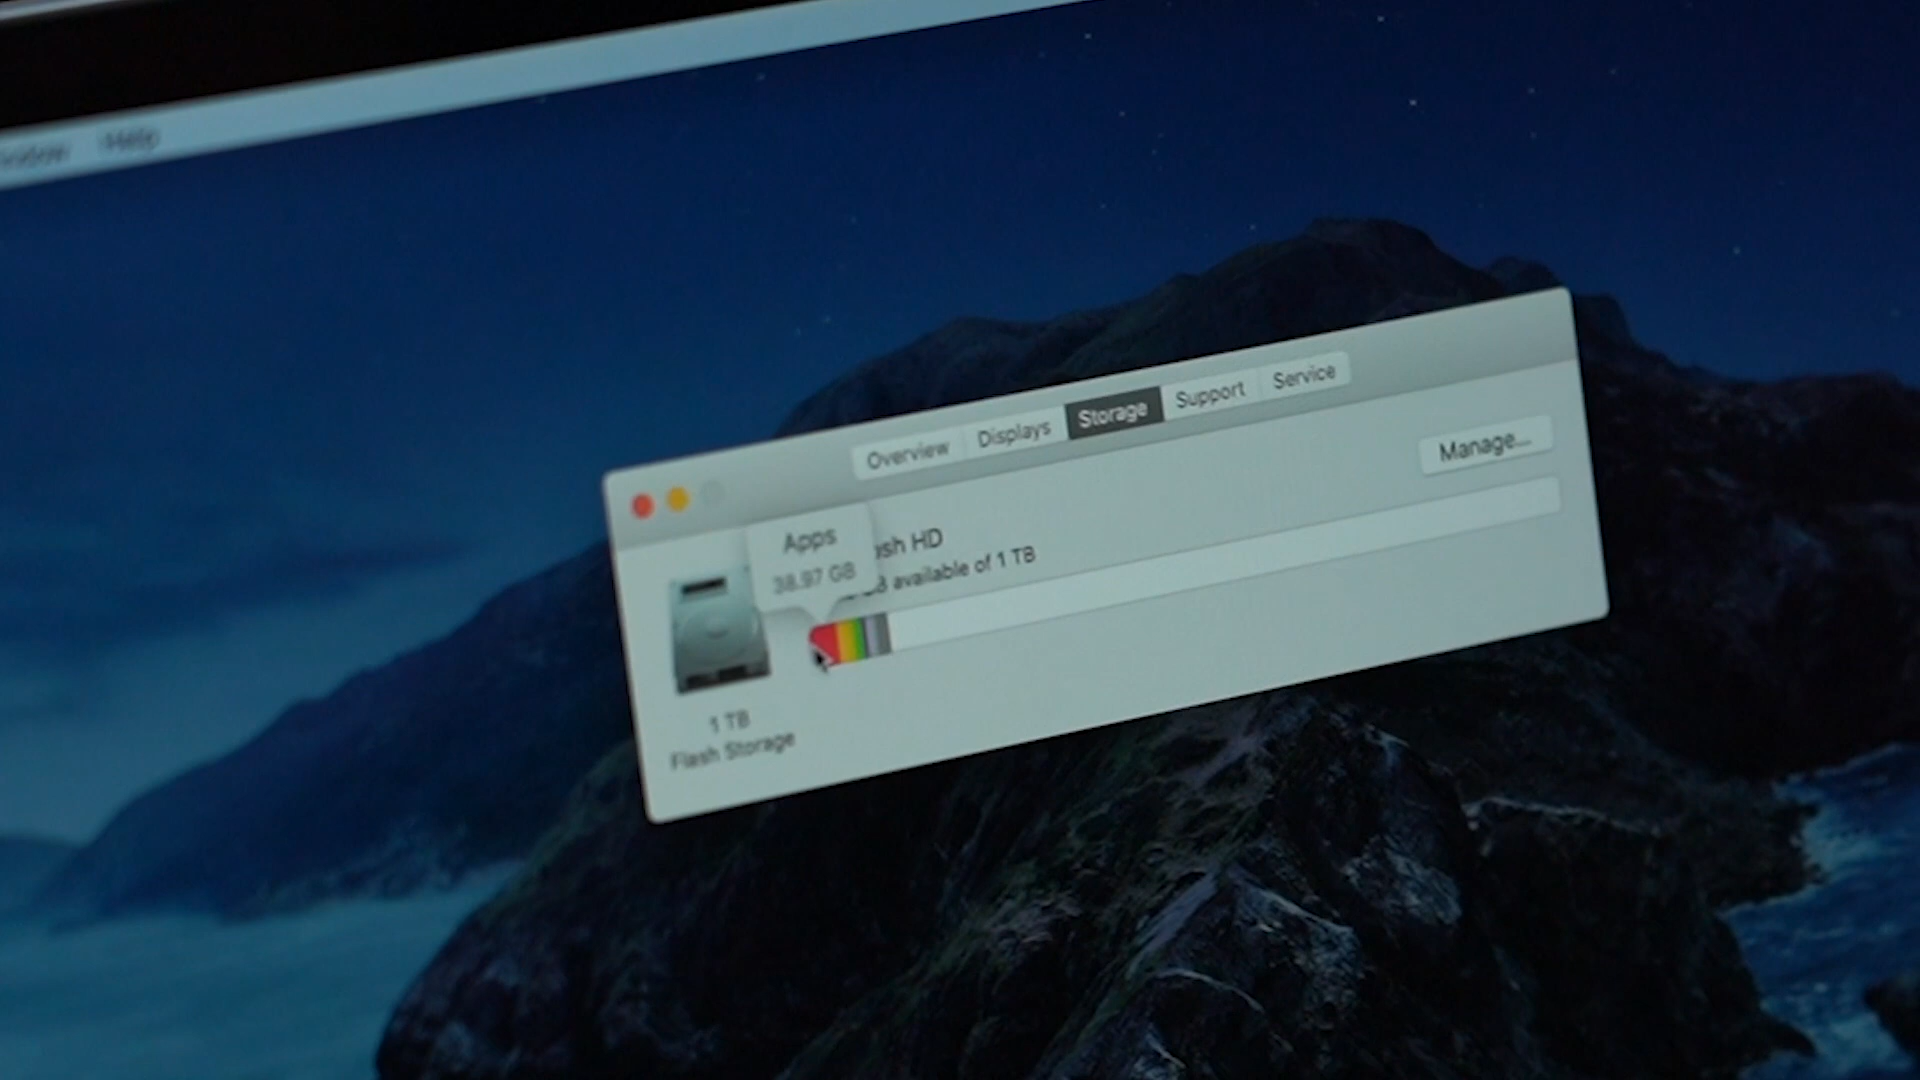 Help
Overview Displays Storage Support Service
Manage...
Apps
38.97 GB
HD
available of 1 TB
1 TB
Flash Storage